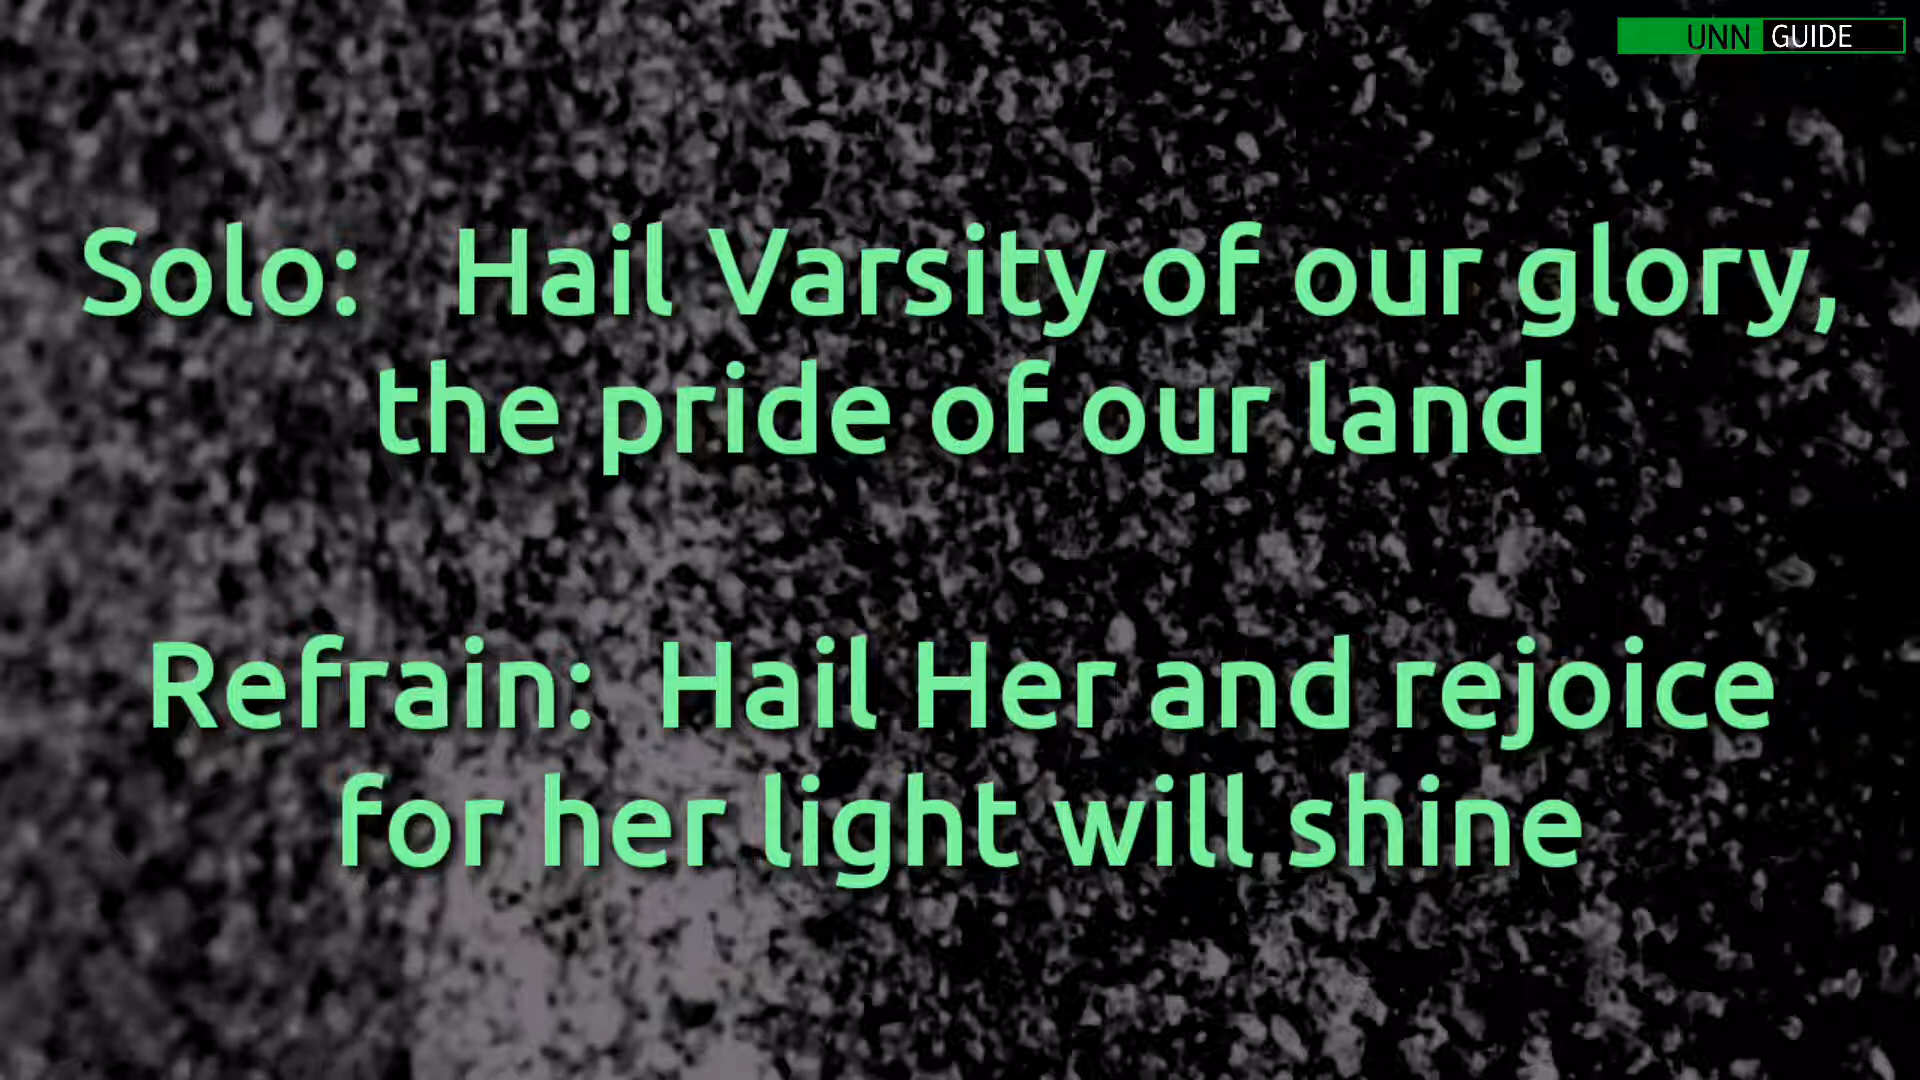 UNN GUIDE
Solo: Hail Varsity of our glory,
the pride of our land
Refrain: Hail Her and rejoice
for her light will shine